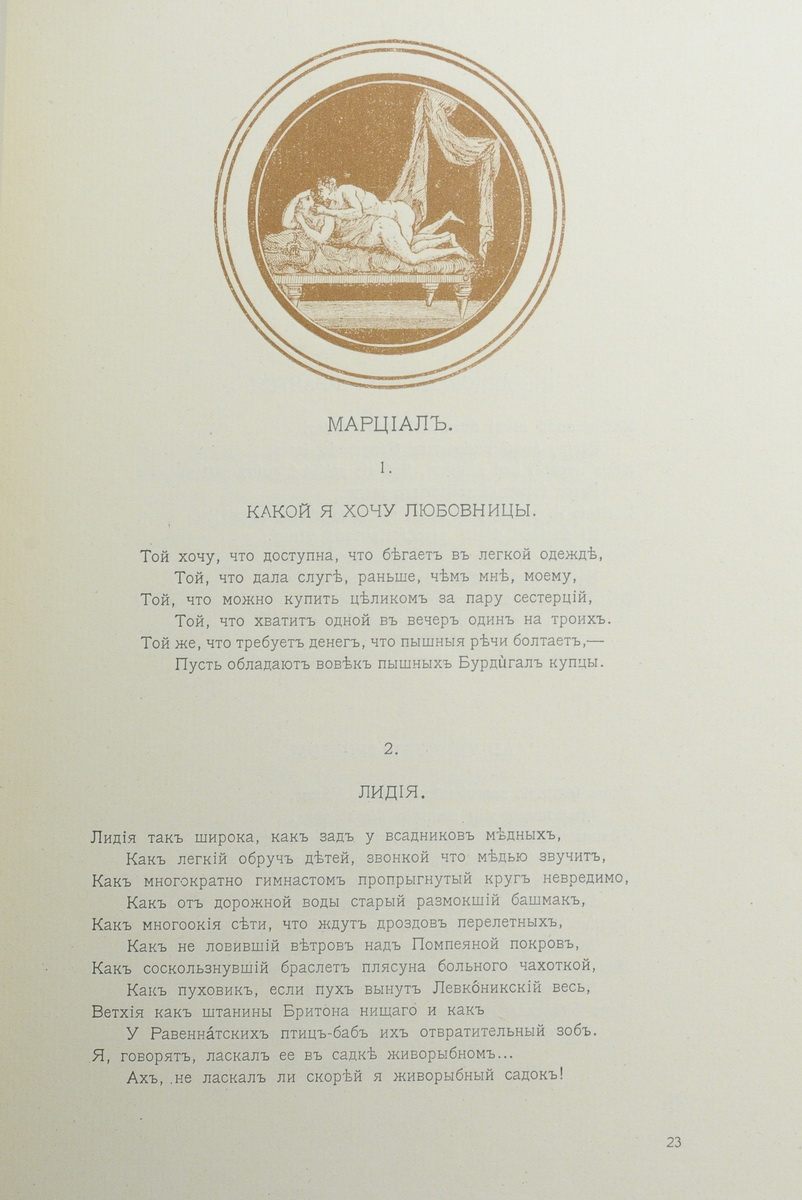 МАРЦІАЛЪ.
1.
КАКОЙ Я ХОЧУ ЛЮБОВНИЦЫ.
Той хочу, что доступна, что бѣгаетъ въ легкой одеждѣ,
Той, что дала слугѣ, раньше, чѣмъ мнѣ, моему,
Той, что можно купить цѣликомъ за пару сестерцій,
Той, что хватитъ одной въ вечеръ одинъ на троихъ.
Той же, что требуетъ денегъ, что пышныя рѣчи болтаетъ,—
Пусть обладаютъ вовѣкъ пышныхъ Бурдѝгалъ купцы.
2.
ЛИДІЯ.
Лидія такъ широка, какъ задъ у всадниковъ мѣдныхъ,
Какъ легкій обручъ дѣтей, звонкой что мѣдью звучитъ,
Какъ многократно гимнастомъ пропрыгнутый кругъ невредимо,
Какъ отъ дорожной воды старый размокшій башмакъ,
Какъ многоокія сѣти, что ждутъ дроздовъ перелетныхъ,
Какъ не ловившій вѣтровъ надъ Помпеяной покровъ,
Какъ соскользнувшій браслетъ плясуна больного чахоткой,
Какъ пуховикъ, если пухъ вынутъ Левко́никскій весь,
Ветхія какъ штанины Брито́на нищаго и какъ
У Равенна́тскихъ птицъ-бабъ ихъ отвратительный зобъ.
Я, говорятъ, ласкалъ ее въ садкѣ живорыбномъ...
Ахъ, не ласкалъ ли скорѣй я живорыбный садокъ!
23